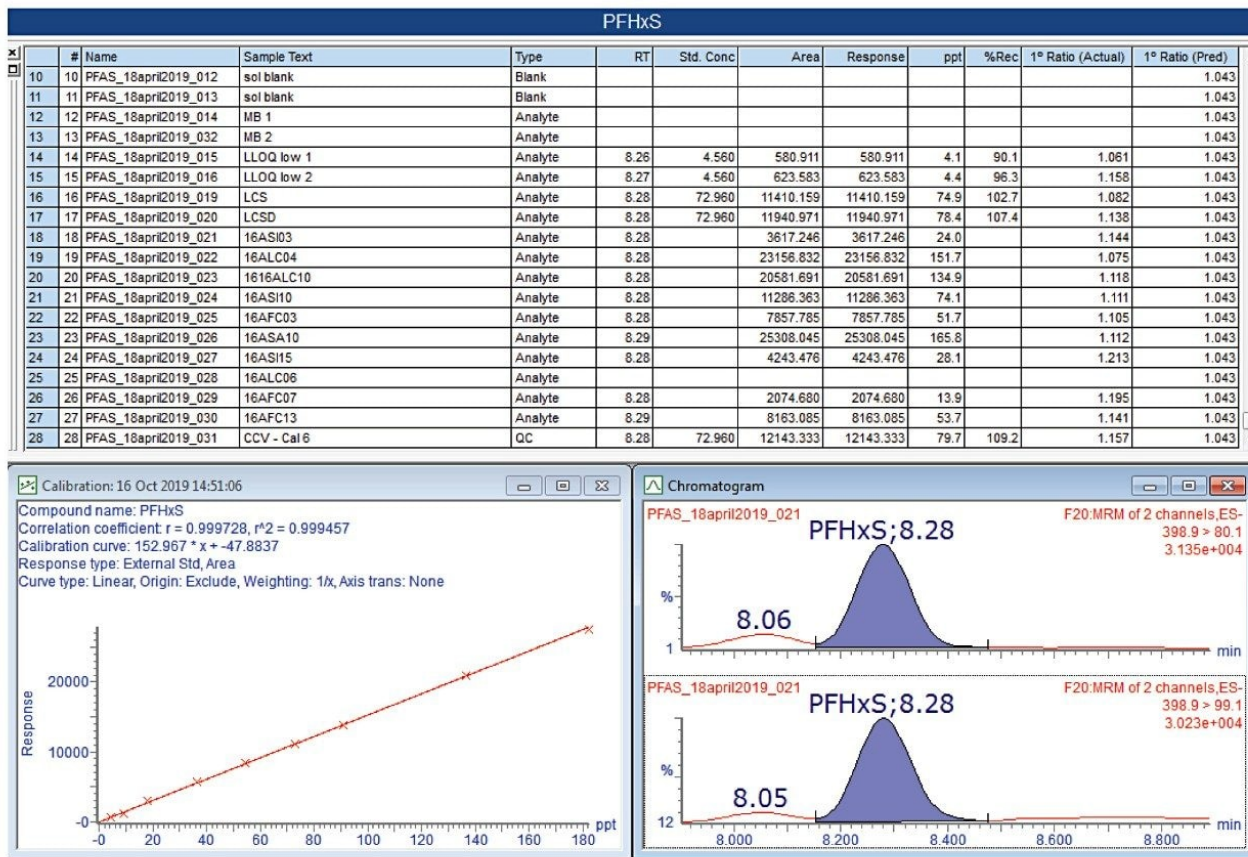 PFHxS
# Name Sample Text Type RT Std. Conc Area Response ppt %Rec 1º Ratio (Actual) 1º Ratio (Pred)
10 10 PFAS_18april2019_012 sol blank Blank 1.043
11 11 PFAS_18april2019_013 sol blank Blank 1.043
12 12 PFAS_18april2019_014 MB 1 Analyte 1.043
13 13 PFAS_18april2019_032 MB 2 Analyte 1.043
14 14 PFAS_18april2019_015 LLOQ low 1 Analyte 8.26 4.560 580.911 580.911 4.1 90.1 1.061 1.043
15 15 PFAS_18april2019_016 LLOQ low 2 Analyte 8.27 4.560 623.583 623.583 4.4 96.3 1.158 1.043
16 16 PFAS_18april2019_019 LCS Analyte 8.28 72.960 11410.159 11410.159 74.9 102.7 1.082 1.043
17 17 PFAS_18april2019_020 LCSD Analyte 8.28 72.960 11940.971 11940.971 78.4 107.4 1.138 1.043
18 18 PFAS_18april2019_021 16ASI03 Analyte 8.28 3617.246 3617.246 24.0 1.144 1.043
19 19 PFAS_18april2019_022 16ALC04 Analyte 8.28 23156.832 23156.832 151.7 1.075 1.043
20 20 PFAS_18april2019_023 1616ALC10 Analyte 8.28 20581.691 20581.691 134.9 1.118 1.043
21 21 PFAS_18april2019_024 16ASI10 Analyte 8.28 11286.363 11286.363 74.1 1.111 1.043
22 22 PFAS_18april2019_025 16AFC03 Analyte 8.28 7857.785 7857.785 51.7 1.105 1.043
23 23 PFAS_18april2019_026 16ASA10 Analyte 8.29 25308.045 25308.045 165.8 1.112 1.043
24 24 PFAS_18april2019_027 16ASI15 Analyte 8.28 4243.476 4243.476 28.1 1.213 1.043
25 25 PFAS_18april2019_028 16ALC06 Analyte 1.043
26 26 PFAS_18april2019_029 16AFC07 Analyte 8.28 2074.680 2074.680 13.9 1.195 1.043
27 27 PFAS_18april2019_030 16AFC13 Analyte 8.29 8163.085 8163.085 53.7 1.141 1.043
28 28 PFAS_18april2019_031 CCV - Cal 6 QC 8.28 72.960 12143.333 12143.333 79.7 109.2 1.157 1.043
Calibration: 16 Oct 2019 14:51:06
Compound name: PFHxS
Correlation coefficient: r = 0.999728, r^2 = 0.999457
Calibration curve: 152.967 * x + -47.8837
Response type: External Std, Area
Curve type: Linear, Origin: Exclude, Weighting: 1/x, Axis trans: None
Response
20000
10000
-0
-0 20 40 60 80 100 120 140 160 180 ppt
Chromatogram
PFAS_18april2019_021
F20:MRM of 2 channels,ES-
398.9 > 80.1
3.135e+004
PFHxS;8.28
8.06
%
1
min
PFAS_18april2019_021
F20:MRM of 2 channels,ES-
398.9 > 99.1
3.023e+004
PFHxS;8.28
8.05
%
12
min
8.000 8.200 8.400 8.600 8.800